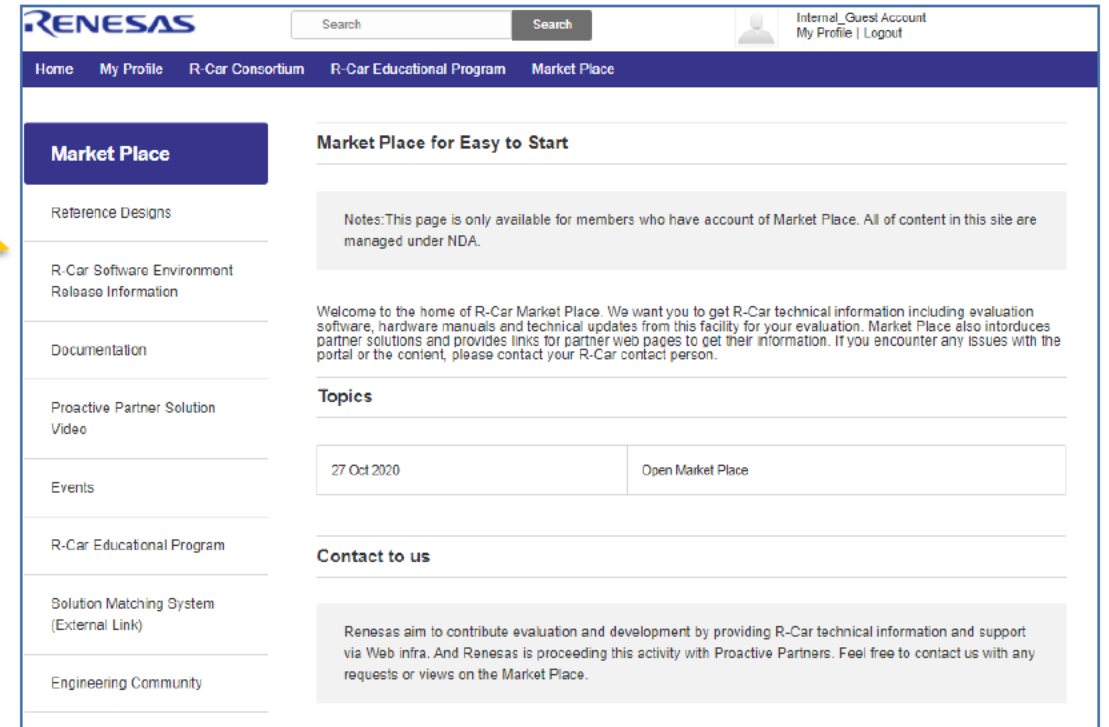 RENESAS
Search
Search
Internal_Guest Account
My Profile | Logout
Home My Profile R-Car Consortium R-Car Educational Program Market Place
Market Place
Reference Designs
R-Car Software Environment
Release Information
Documentation
Proactive Partner Solution
Video
Events
R-Car Educational Program
Solution Matching System
(External Link)
Engineering Community
Market Place for Easy to Start
Notes:This page is only available for members who have account of Market Place. All of content in this site are
managed under NDA.
Welcome to the home of R-Car Market Place. We want you to get R-Car technical information including evaluation
software, hardware manuals and technical updates from this facility for your evaluation. Market Place also intorduces
partner solutions and provides links for partner web pages to get their information. If you encounter any issues with the
portal or the content, please contact your R-Car contact person.
Topics
27 Oct 2020 Open Market Place
Contact to us
Renesas aim to contribute evaluation and development by providing R-Car technical information and support
via Web infra. And Renesas is proceeding this activity with Proactive Partners. Feel free to contact us with any
requests or views on the Market Place.